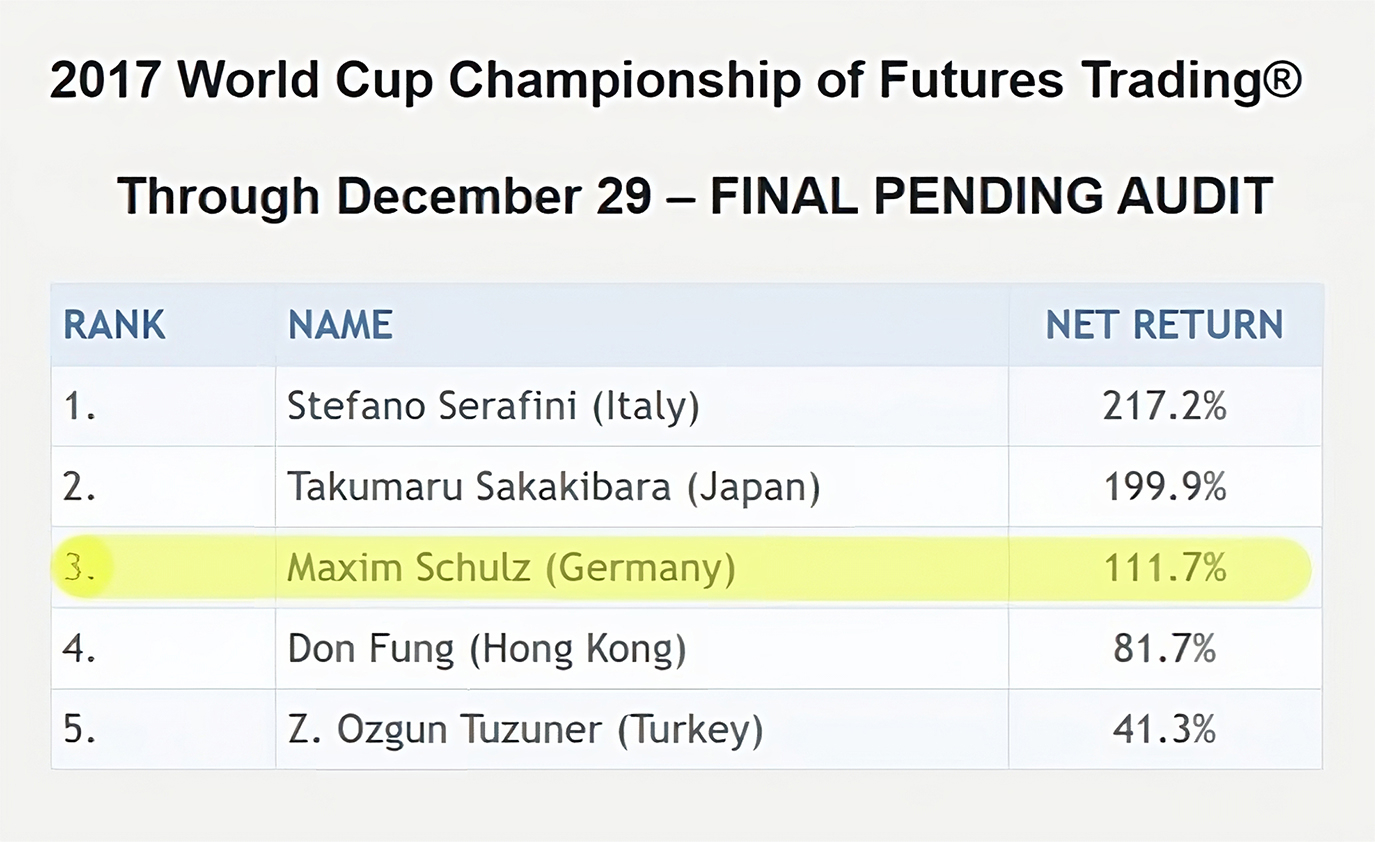 2017 World Cup Championship of Futures Trading®
Through December 29 – FINAL PENDING AUDIT
RANK NAME NET RETURN
1. Stefano Serafini (Italy) 217.2%
2. Takumaru Sakakibara (Japan) 199.9%
3. Maxim Schulz (Germany) 111.7%
4. Don Fung (Hong Kong) 81.7%
5. Z. Ozgun Tuzuner (Turkey) 41.3%